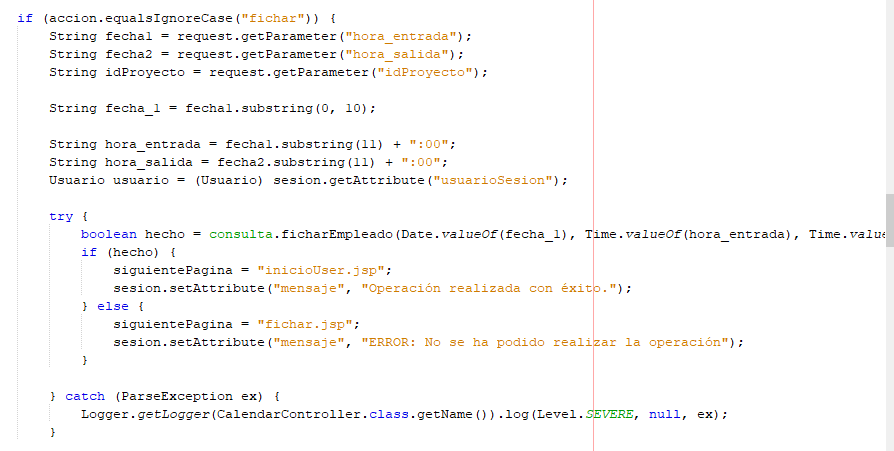 if (accion.equalsIgnoreCase("fichar")) {
String fecha1 = request.getParameter("hora_entrada");
String fecha2 = request.getParameter("hora_salida");
String idProyecto = request.getParameter("idProyecto");
String fecha_1 = fecha1.substring(0, 10);
String hora_entrada = fecha1.substring(11) + ":00";
String hora_salida = fecha2.substring(11) + ":00";
Usuario usuario = (Usuario) sesion.getAttribute("usuarioSesion");
try {
boolean hecho = consulta.ficharEmpleado(Date.valueOf(fecha_1), Time.valueOf(hora_entrada), Time.value
if (hecho) {
siguientePagina = "inicioUser.jsp";
sesion.setAttribute("mensaje", "Operación realizada con éxito.");
} else {
siguientePagina = "fichar.jsp";
sesion.setAttribute("mensaje", "ERROR: No se ha podido realizar la operación");
}
} catch (ParseException ex) {
Logger.getLogger(CalendarController.class.getName()).log(Level.SEVERE, null, ex);
}